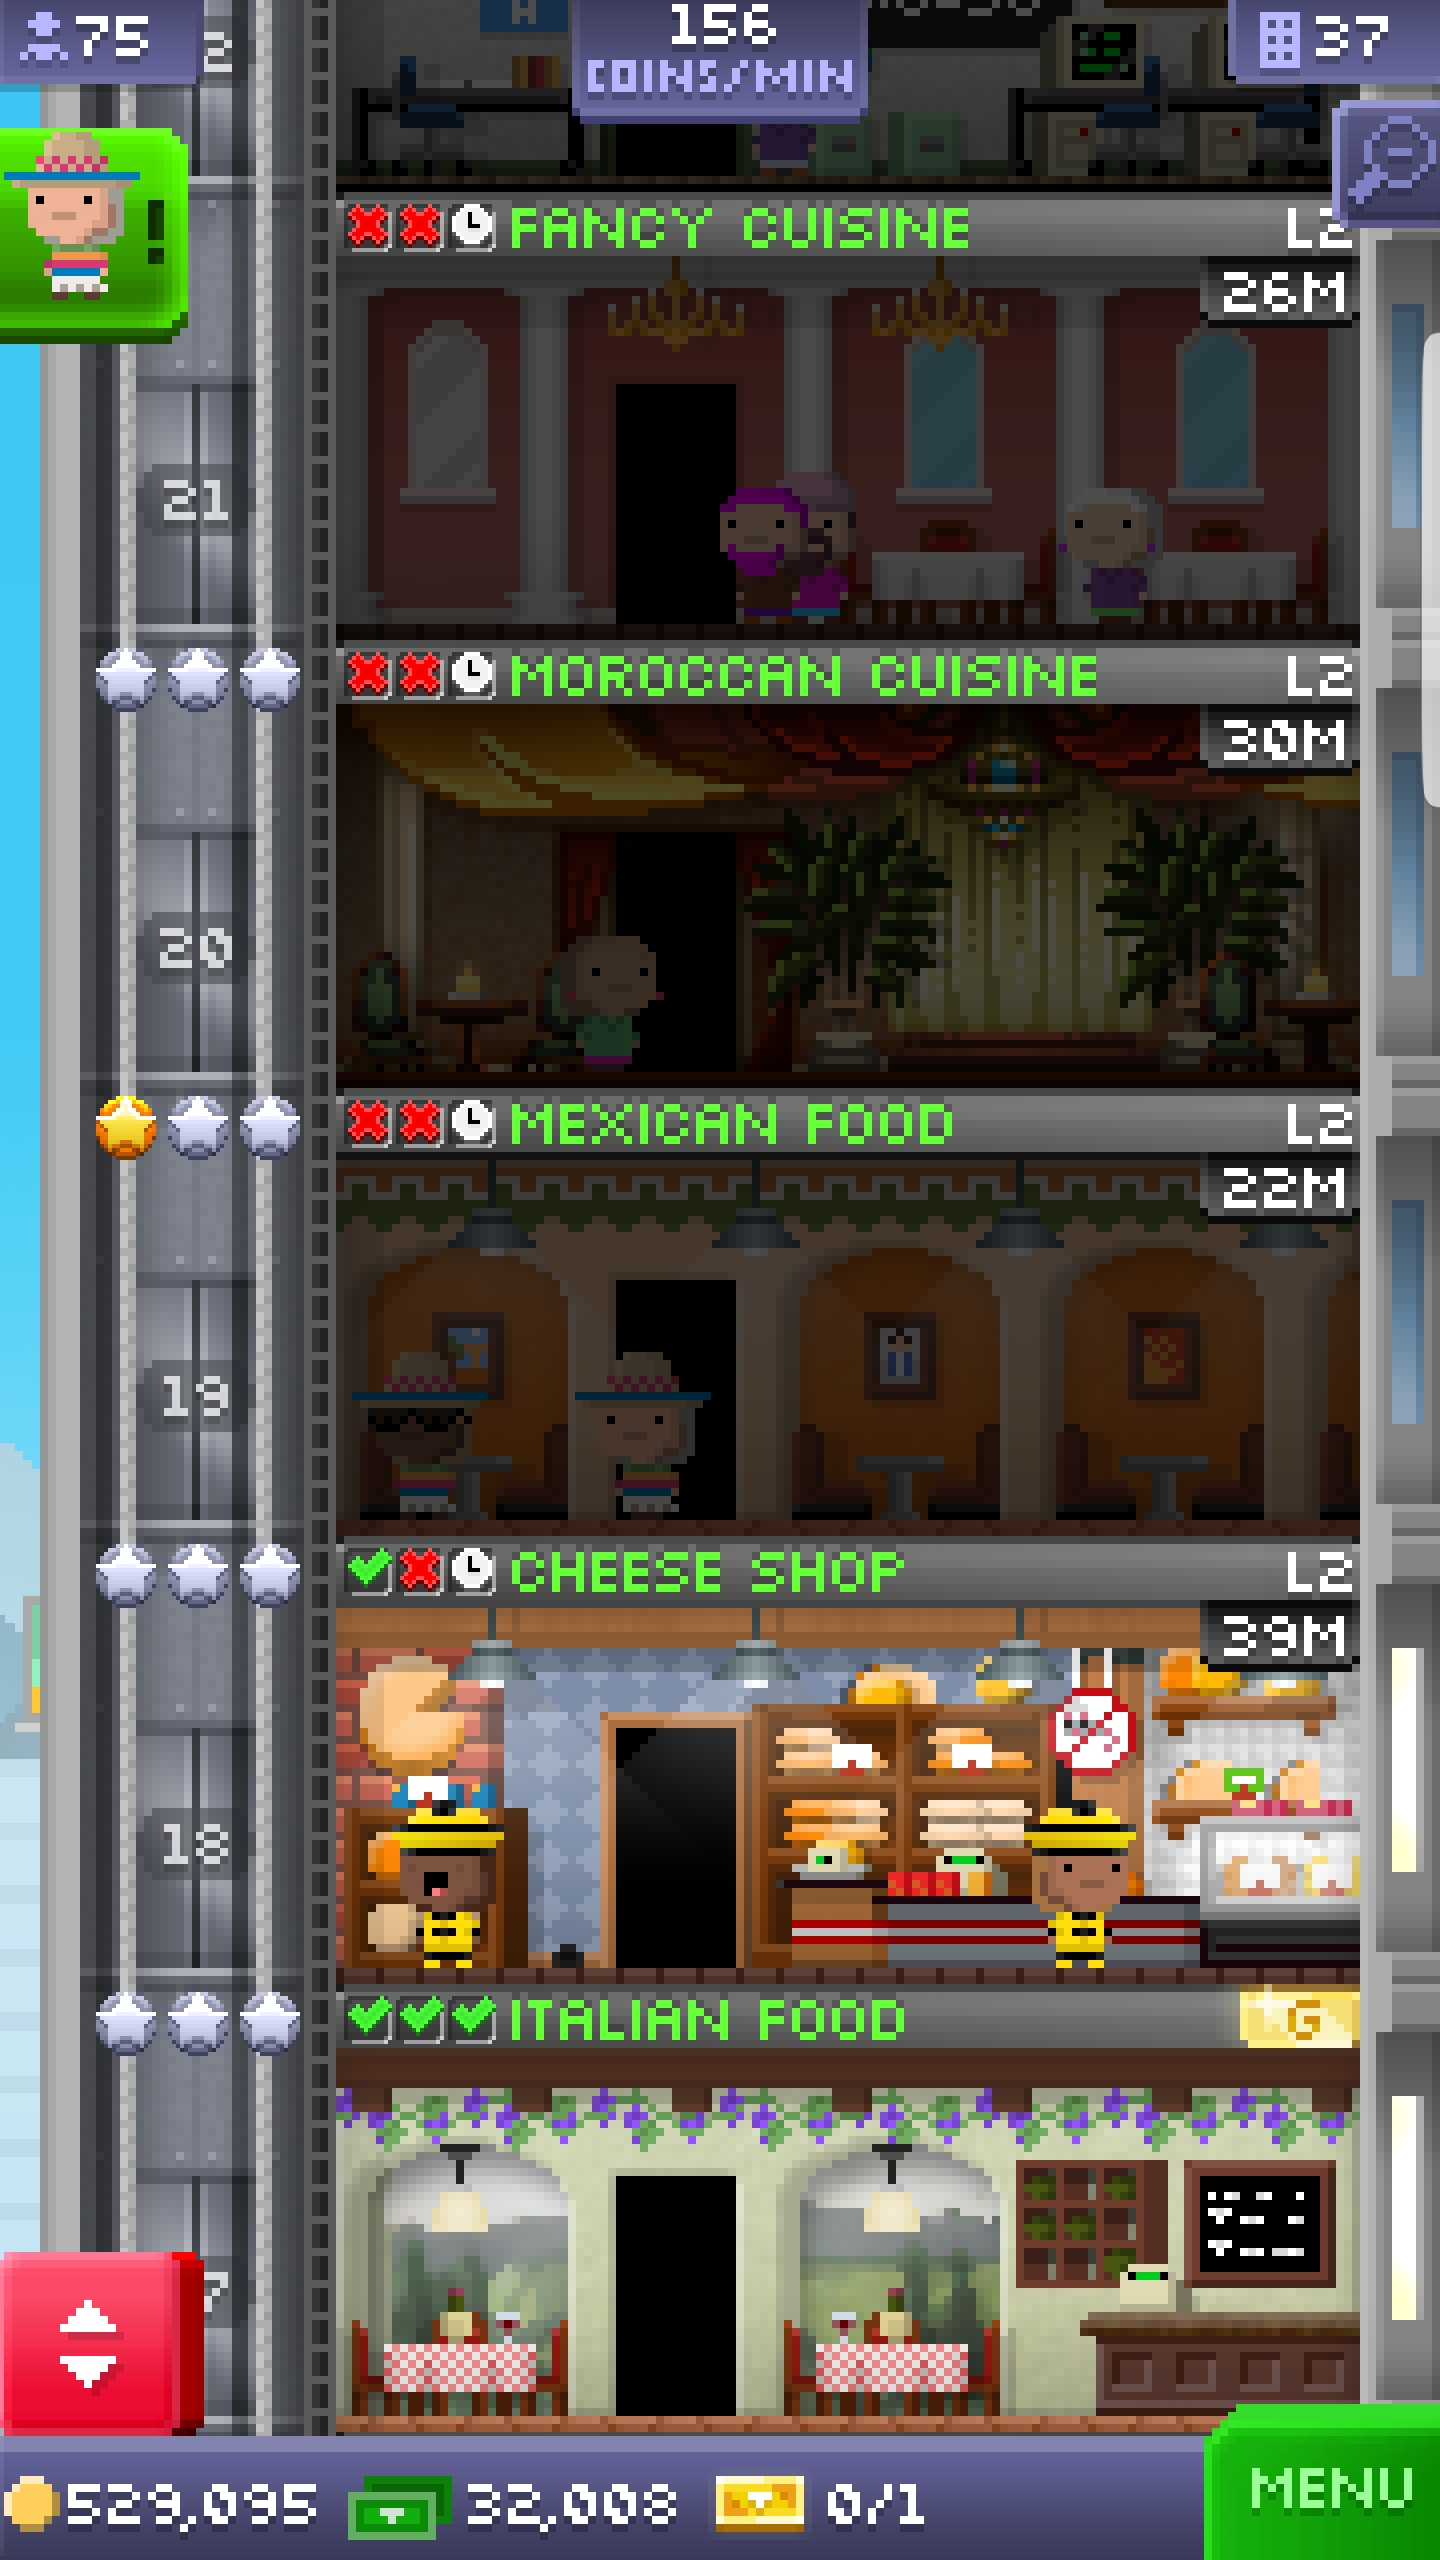 75
156
COINS/MIN
37
!
FANCY CUISINE
L2
26M
21
MOROCCAN CUISINE
L2
30M
20
MEXICAN FOOD
L2
22M
19
CHEESE SHOP
L2
39M
18
ITALIAN FOOD
G
529,095
32,008
0/1
MENU